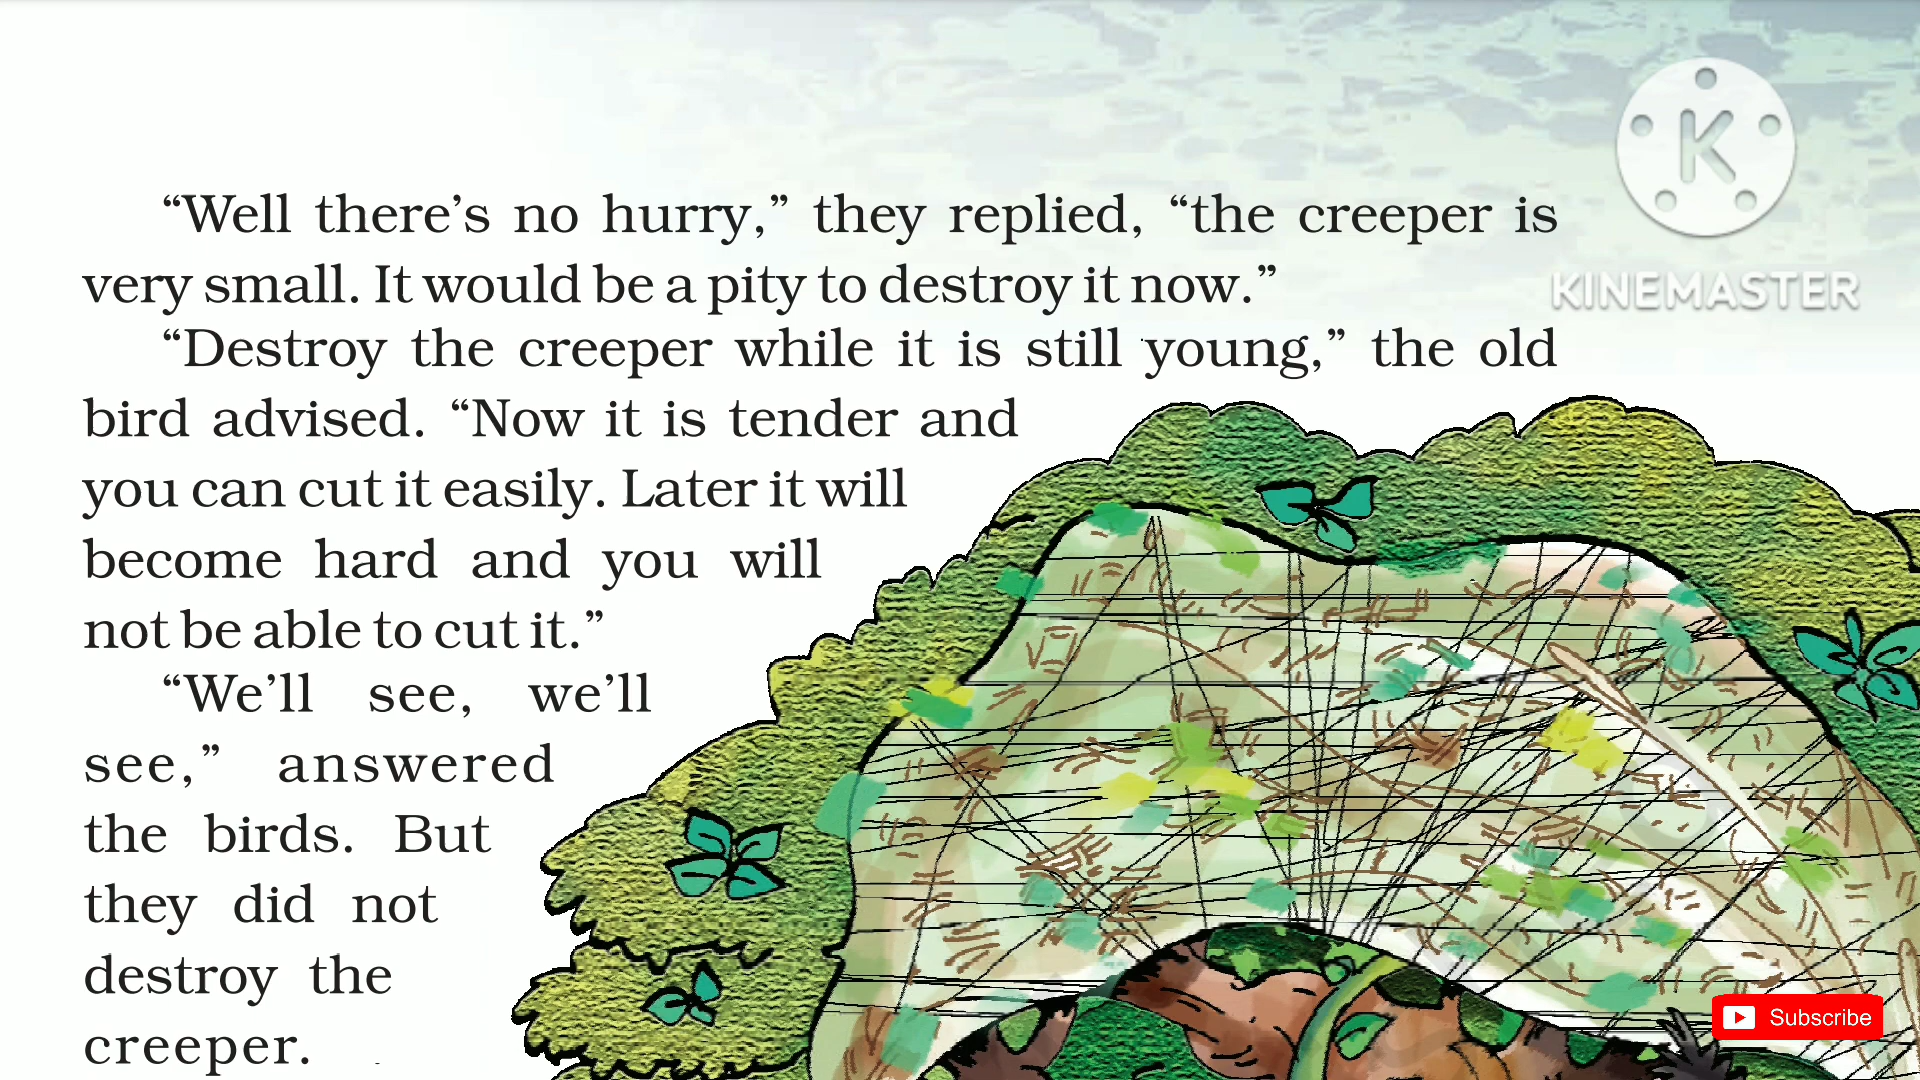 “Well there’s no hurry,” they replied, “the creeper is
very small. It would be a pity to destroy it now.”
“Destroy the creeper while it is still young,” the old
bird advised. “Now it is tender and
you can cut it easily. Later it will
become hard and you will
not be able to cut it.”
“We’ll see, we’ll
see,” answered
the birds. But
they did not
destroy the
creeper.
K
KINEMASTER
Subscribe